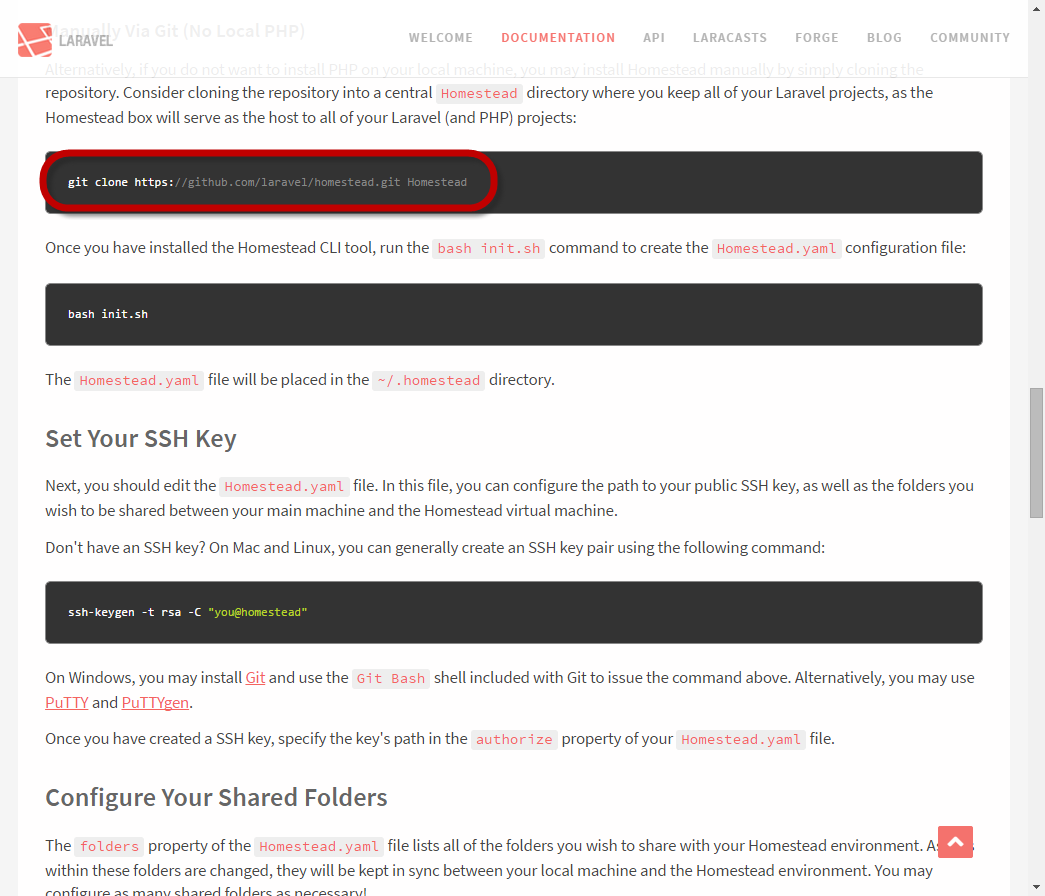 Manually Via Git (No Local PHP)
LARAVEL
WELCOME DOCUMENTATION API LARACASTS FORGE BLOG COMMUNITY
Alternatively, if you do not want to install PHP on your local machine, you may install Homestead manually by simply cloning the
repository. Consider cloning the repository into a central Homestead directory where you keep all of your Laravel projects, as the
Homestead box will serve as the host to all of your Laravel (and PHP) projects:
git clone https://github.com/laravel/homestead.git Homestead
Once you have installed the Homestead CLI tool, run the bash init.sh command to create the Homestead.yaml configuration file:
bash init.sh
The Homestead.yaml file will be placed in the ~/.homestead directory.
Set Your SSH Key
Next, you should edit the Homestead.yaml file. In this file, you can configure the path to your public SSH key, as well as the folders you
wish to be shared between your main machine and the Homestead virtual machine.
Don't have an SSH key? On Mac and Linux, you can generally create an SSH key pair using the following command:
ssh-keygen -t rsa -C "you@homestead"
On Windows, you may install Git and use the Git Bash shell included with Git to issue the command above. Alternatively, you may use
PuTTY and PuTTYgen.
Once you have created a SSH key, specify the key's path in the authorize property of your Homestead.yaml file.
Configure Your Shared Folders
The folders property of the Homestead.yaml file lists all of the folders you wish to share with your Homestead environment.
within these folders are changed, they will be kept in sync between your local machine and the Homestead environment. You may
configure as many shared folders as necessary!